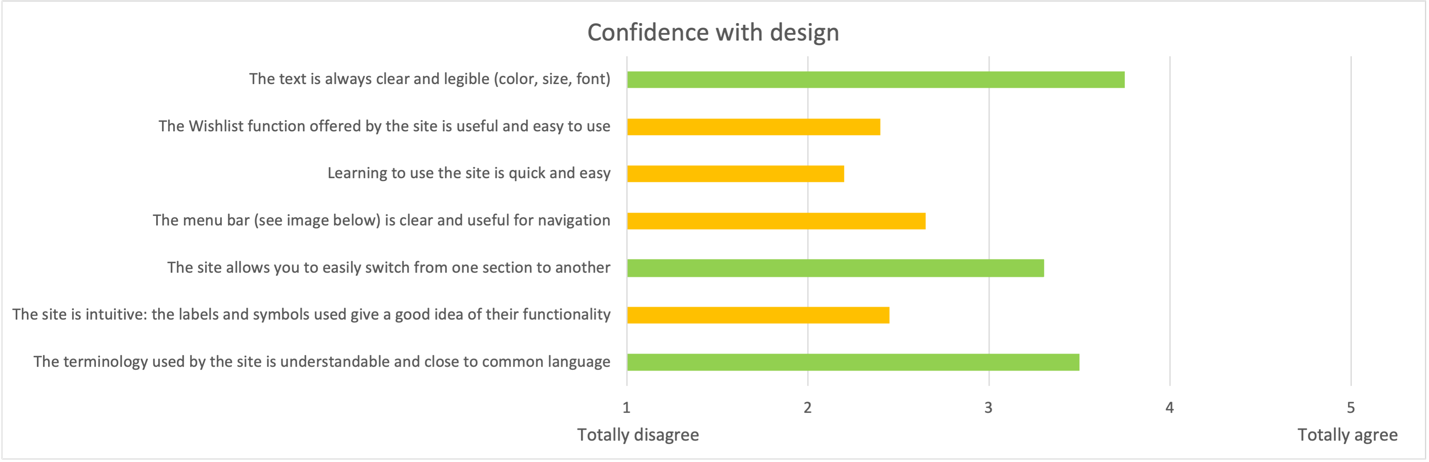 Confidence with design
The text is always clear and legible (color, size, font)
The Wishlist function offered by the site is useful and easy to use
Learning to use the site is quick and easy
The menu bar (see image below) is clear and useful for navigation
The site allows you to easily switch from one section to another
The site is intuitive: the labels and symbols used give a good idea of their functionality
The terminology used by the site is understandable and close to common language
1 2 3 4 5
Totally disagree Totally agree